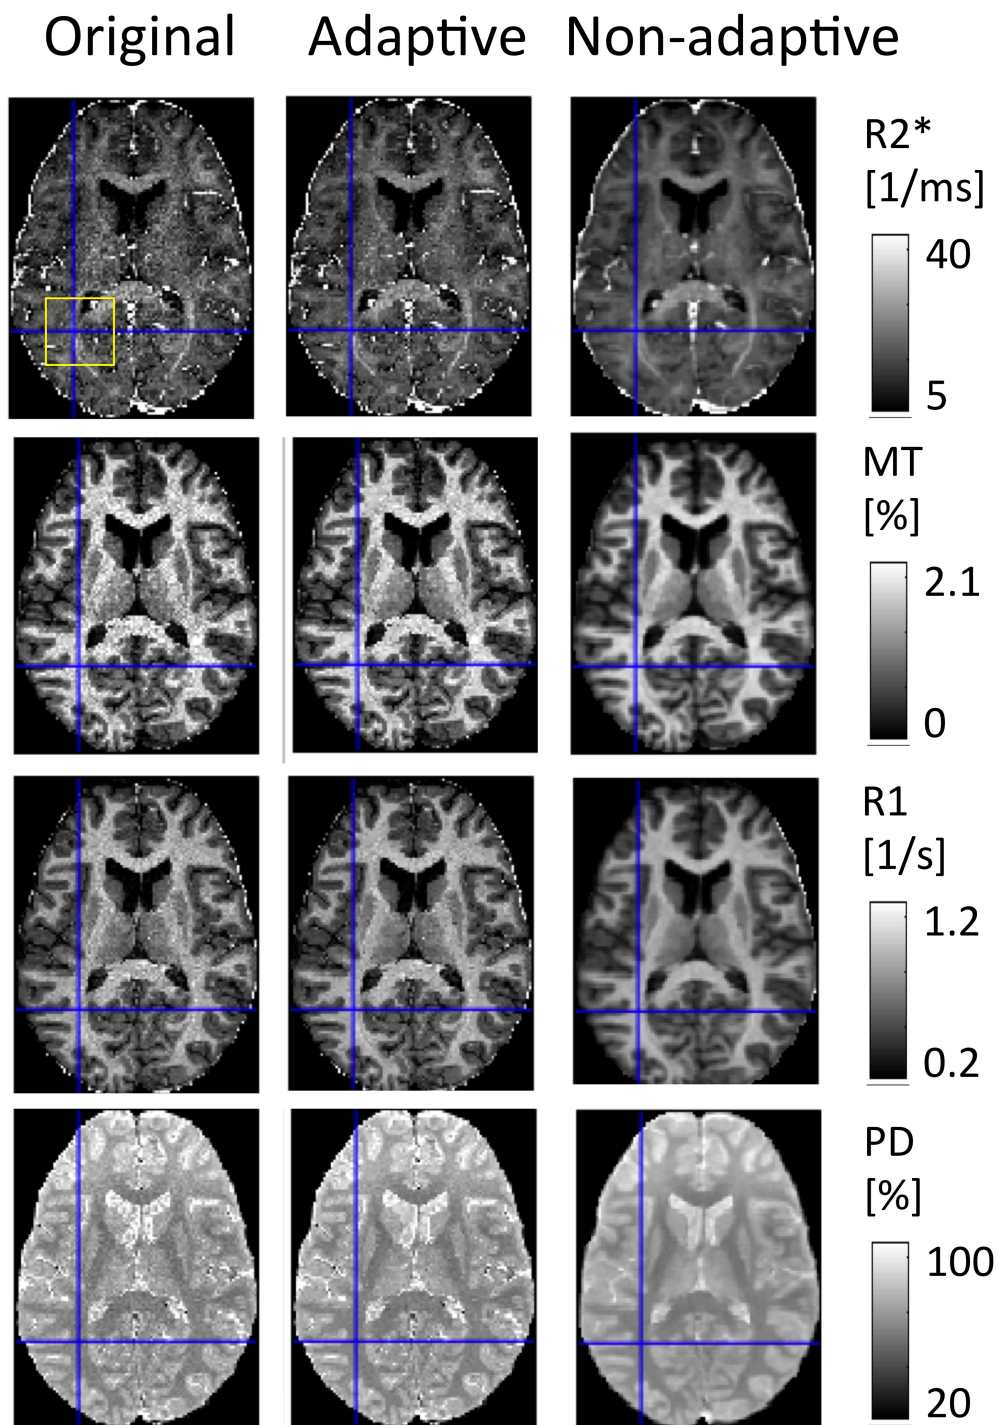 Original Adaptive Non-adaptive
R2*
[1/ms]
40
5
MT
[%]
2.1
0
R1
[1/s]
1.2
0.2
PD
[%]
100
20